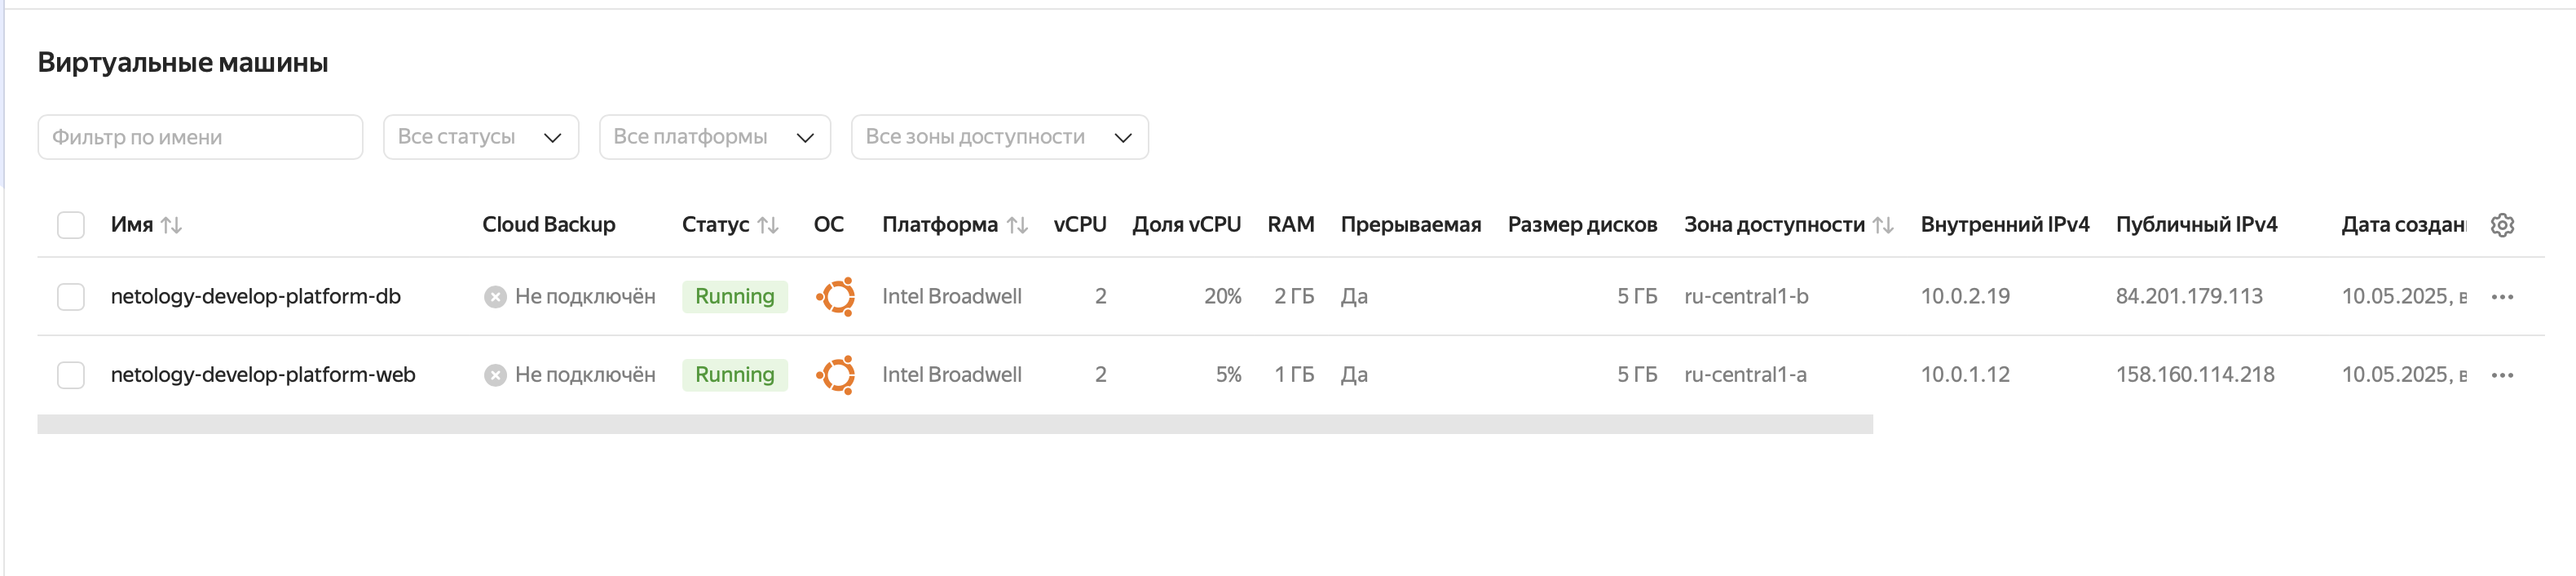 Виртуальные машины
Фильтр по имени Все статусы Все платформы Все зоны доступности
Имя Cloud Backup Статус ОС Платформа vCPU Доля vCPU RAM Прерываемая Размер дисков Зона доступности Внутренний IPv4 Публичный IPv4 Дата создан
netology-develop-platform-db Не подключён Running Intel Broadwell 2 20% 2 ГБ Да 5 ГБ ru-central1-b 10.0.2.19 84.201.179.113 10.05.2025, в
netology-develop-platform-web Не подключён Running Intel Broadwell 2 5% 1 ГБ Да 5 ГБ ru-central1-a 10.0.1.12 158.160.114.218 10.05.2025, в